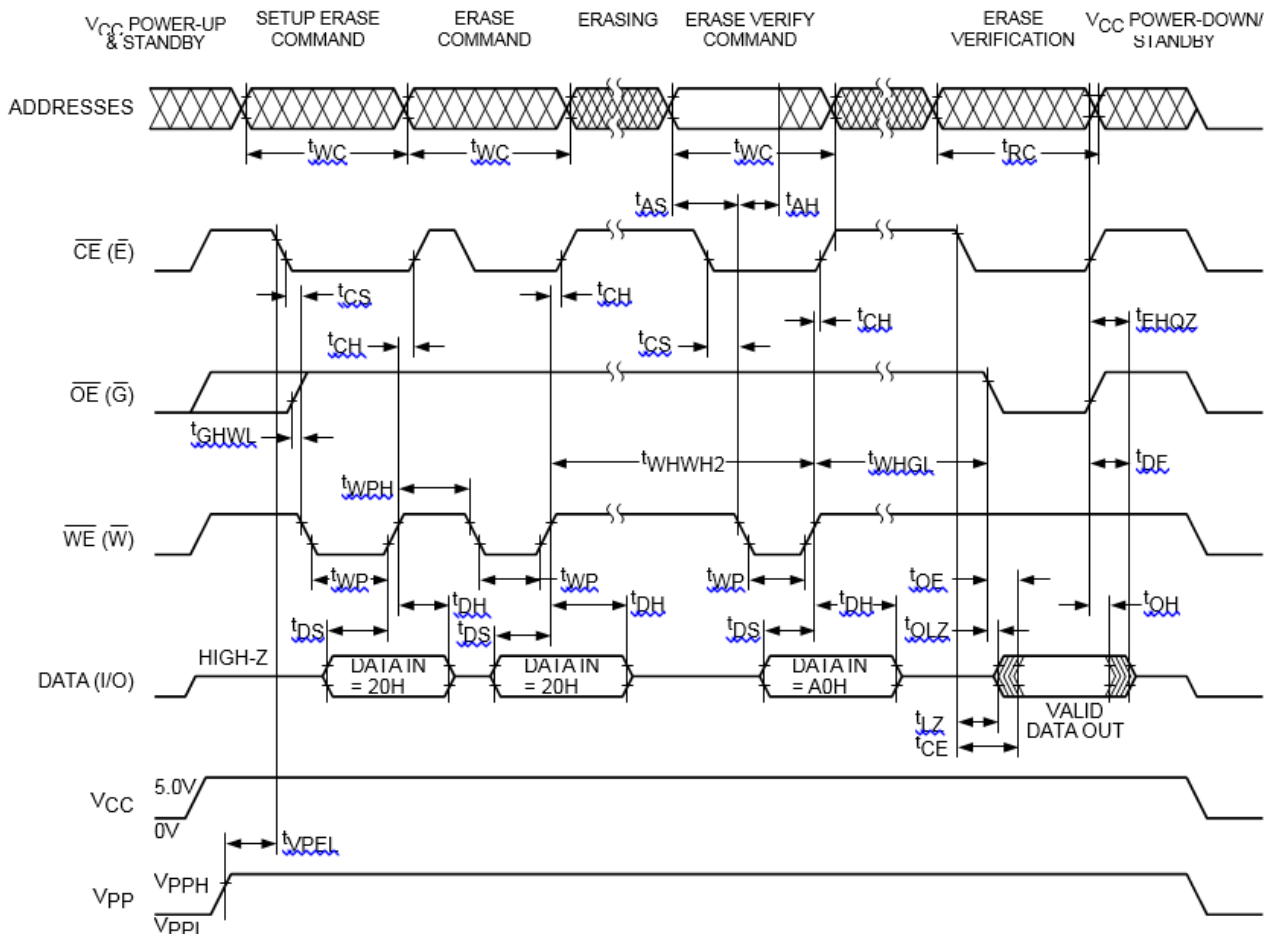 VCC POWER-UP
& STANDBY
SETUP ERASE
COMMAND
ERASE
COMMAND
ERASING
ERASE VERIFY
COMMAND
ERASE
VERIFICATION
VCC POWER-DOWN/
STANDBY
ADDRESSES
tWC
tWC
tWC
tRC
tAS
tAH
CE (E)
tCS
tCH
tCH
tCS
tCH
tEHQZ
OE (G)
tGHWL
tWHWH2
tWHGL
tDF
tWPH
WE (W)
tWP
tWP
tWP
tOE
tDH
tDH
tDH
tOH
tDS
tDS
tDS
tOLZ
HIGH-Z
DATA (I/O)
DATA IN
= 20H
DATA IN
= 20H
DATA IN
= A0H
VALID
DATA OUT
tLZ
tCE
5.0V
VCC
0V
tVPEL
VPPH
VPP
VPPL